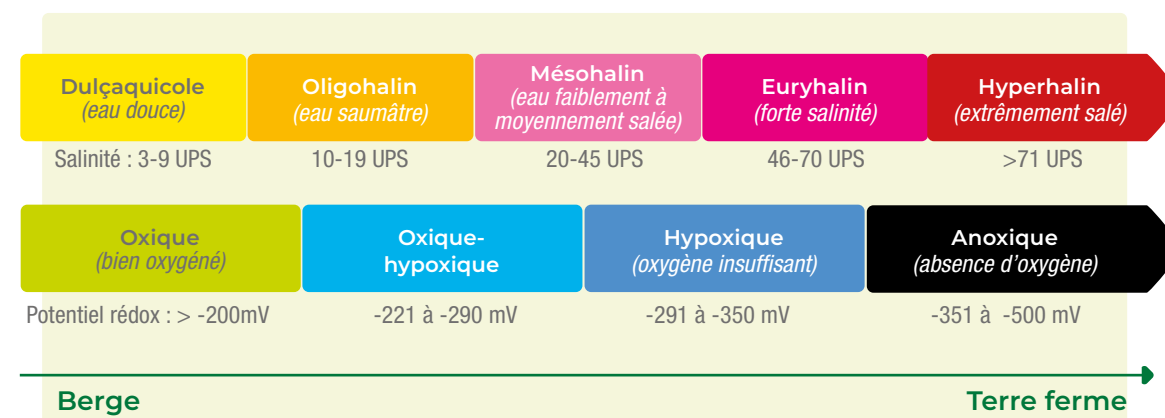 Dulçaquicole
(eau douce)
Oligohalin
(eau saumâtre)
Mésohalin
(eau faiblement à
moyennement salée)
Euryhalin
(forte salinité)
Hyperhalin
(extrêmement salé)
Salinité : 3-9 UPS
10-19 UPS
20-45 UPS
46-70 UPS
>71 UPS
Oxique
(bien oxygéné)
Oxique-
hypoxique
Hypoxique
(oxygène insuffisant)
Anoxique
(absence d'oxygène)
Potentiel rédox : > -200mV
-221 à -290 mV
-291 à -350 mV
-351 à -500 mV
Berge
Terre ferme